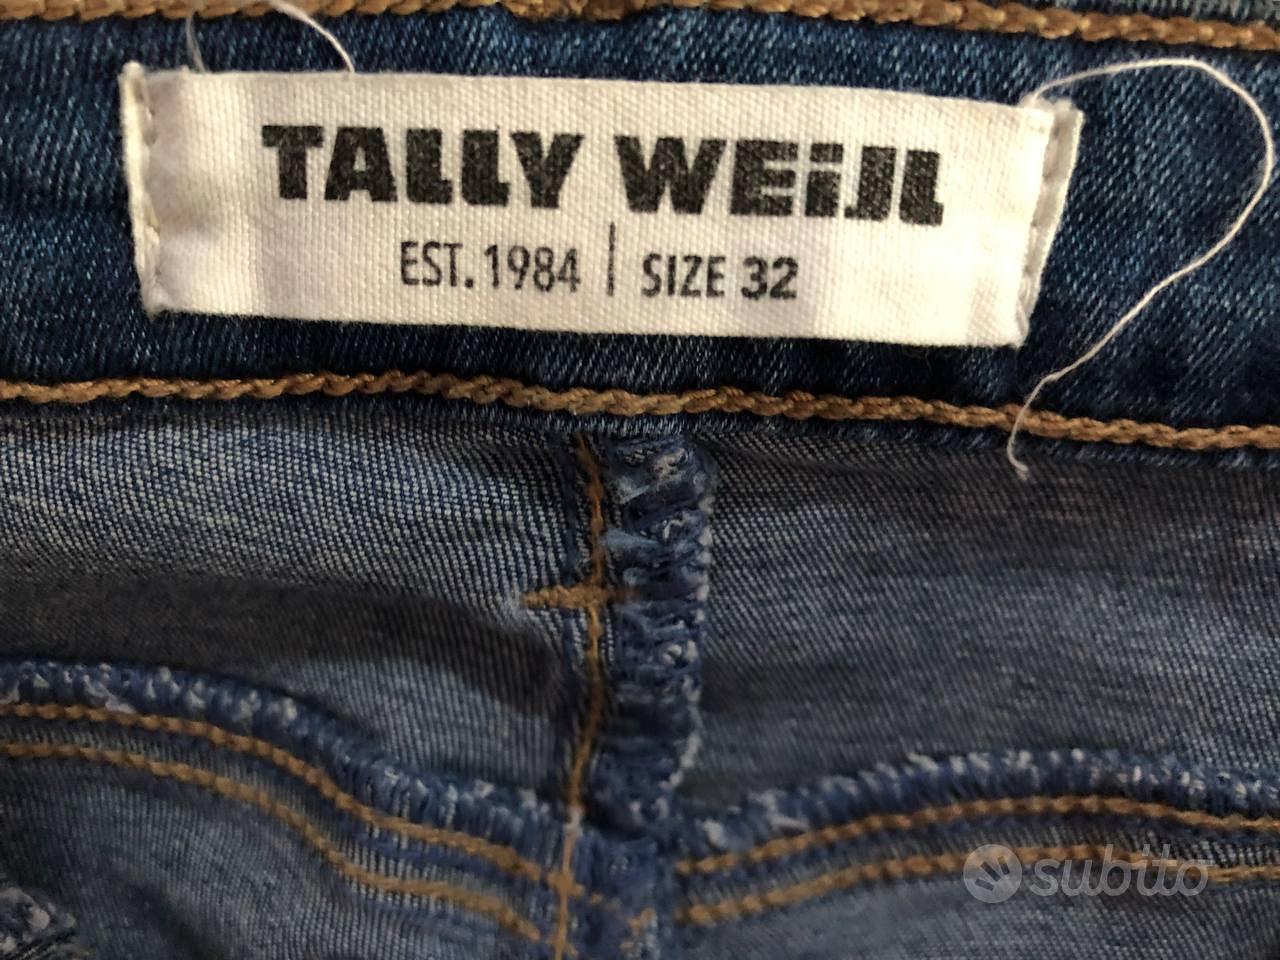 TALLY WEiJL
EST. 1984 | SIZE 32
subito